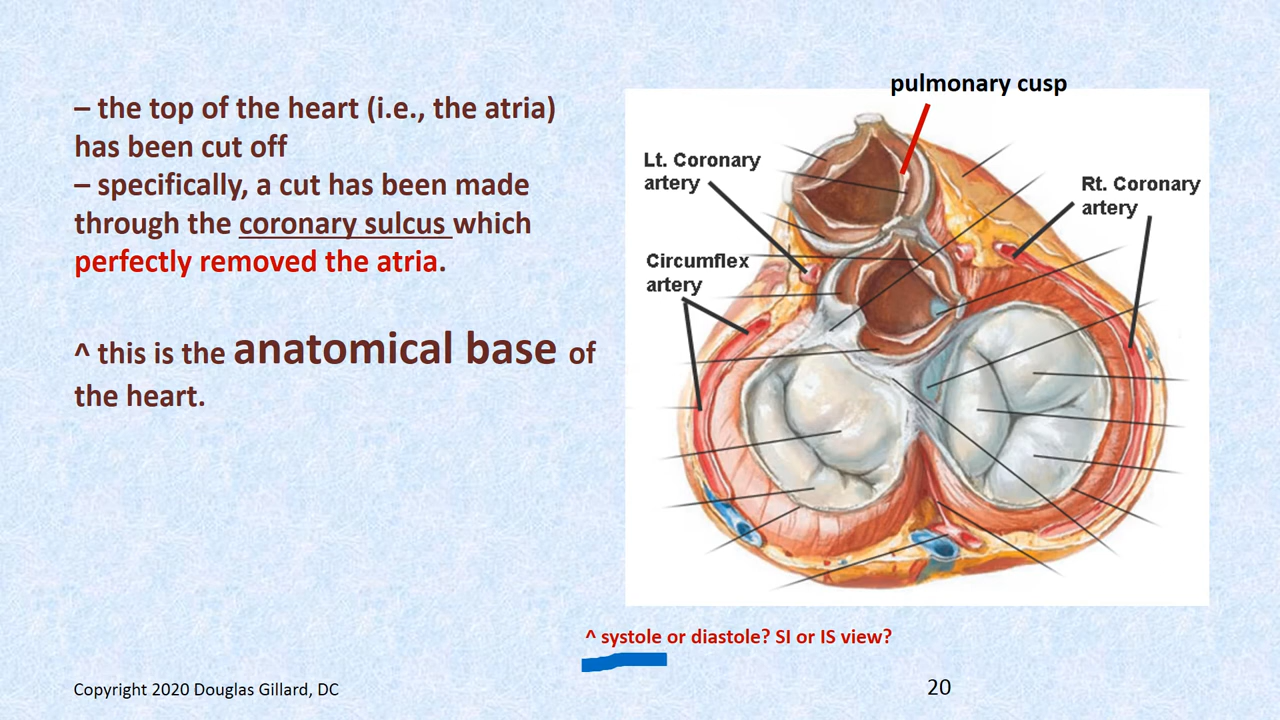 – the top of the heart (i.e., the atria)
has been cut off
– specifically, a cut has been made
through the coronary sulcus which
perfectly removed the atria.
^ this is the anatomical base of
the heart.
pulmonary cusp
Lt. Coronary
artery
Rt. Coronary
artery
Circumflex
artery
^ systole or diastole? SI or IS view?
Copyright 2020 Douglas Gillard, DC
20